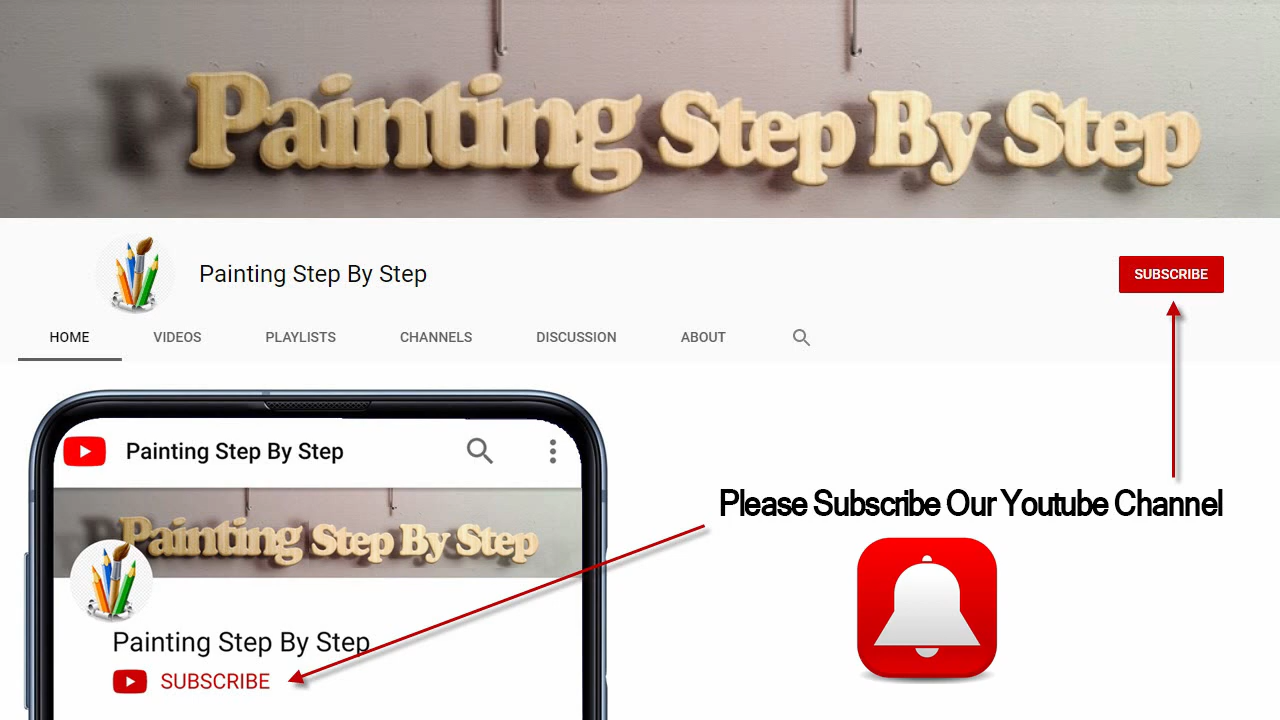 Painting Step By Step
Painting Step By Step
SUBSCRIBE
HOME VIDEOS PLAYLISTS CHANNELS DISCUSSION ABOUT
Painting Step By Step
Please Subscribe Our Youtube Channel
Painting Step By Step
Painting Step By Step
SUBSCRIBE